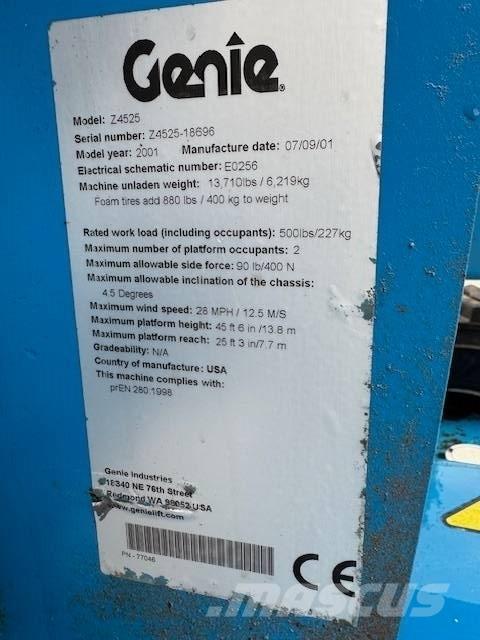 Genie®
Model: Z4525
Serial number: Z4525-18696
Model year: 2001 Manufacture date: 07/09/01
Electrical schematic number: E0256
Machine unladen weight: 13,710lbs / 6,219kg
Foam tires add 880 lbs / 400 kg to weight
Rated work load (including occupants): 500lbs/227kg
Maximum number of platform occupants: 2
Maximum allowable side force: 90 lb/400 N
Maximum allowable inclination of the chassis:
4.5 Degrees
Maximum wind speed: 28 MPH / 12.5 M/S
Maximum platform height: 45 ft 6 in /13.8 m
Maximum platform reach: 25 ft 3 in/7.7 m
Gradeability: N/A
Country of manufacture: USA
This machine complies with:
prEN 280:1998
Genie Industries
18340 NE 76th Street
Redmond WA 98052 USA
www.genielift.com
PN - 77046
CE
MASCUS